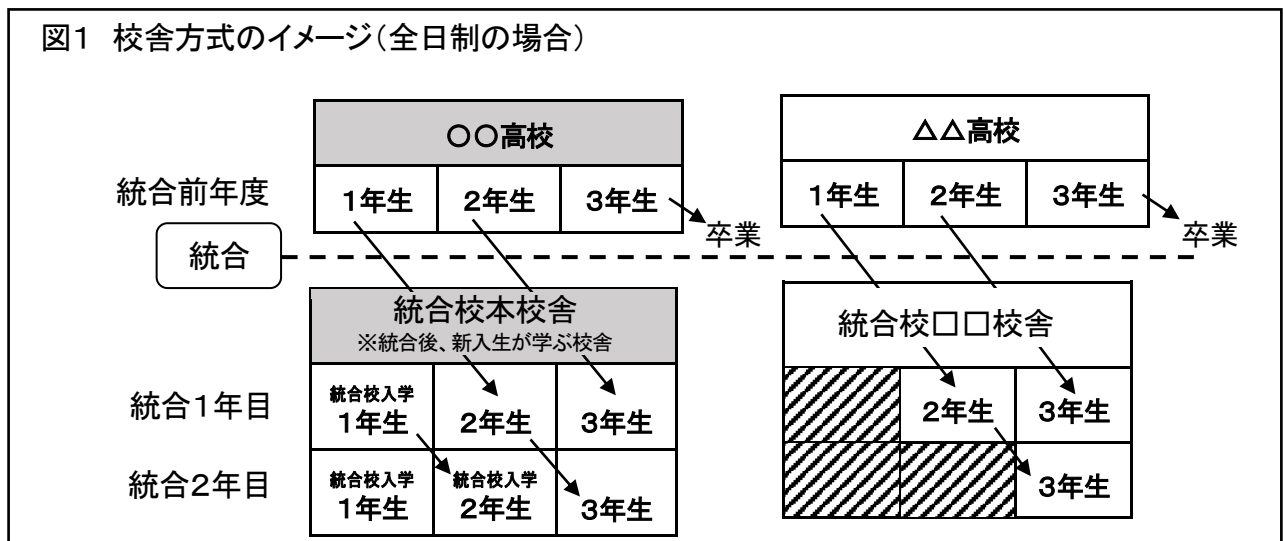 図1 校舎方式のイメージ（全日制の場合）
〇〇高校
△△高校
統合前年度
1年生 2年生 3年生
1年生 2年生 3年生
卒業
卒業
統合
統合校本校舎
※統合後、新入生が学ぶ校舎
統合校□□校舎
統合1年目
統合校入学
1年生 2年生 3年生
2年生 3年生
統合2年目
統合校入学 統合校入学
1年生 2年生 3年生
3年生